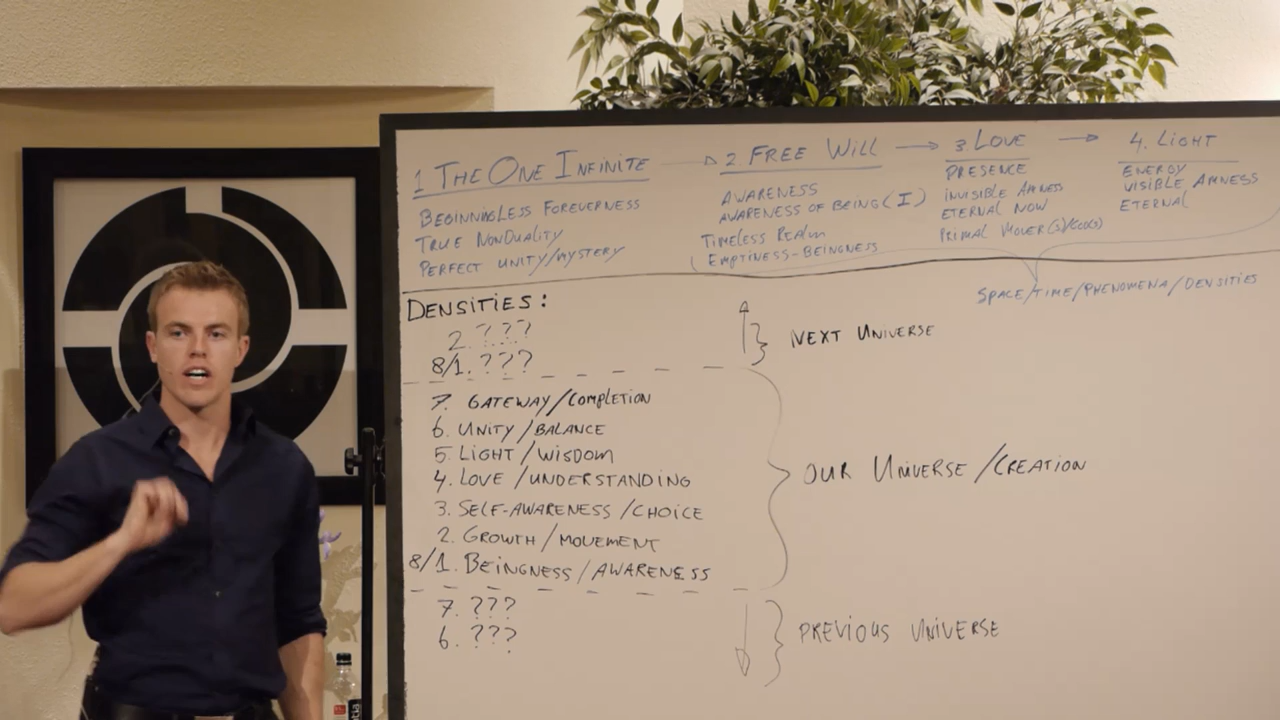 1 THE ONE INFINITE → 2 FREE WILL → 3 LOVE → 4. LIGHT
BEGINNINGLESS FOREVERNESS
TRUE NONDUALITY
PERFECT UNITY/MYSTERY
AWARENESS
AWARENESS OF BEING (I)
TIMELESS REALM
EMPTINESS-BEINGNESS
PRESENCE
INVISIBLE AMNESS
ETERNAL NOW
PRIMAL MOVER(S)/GOD(S)
ENERGY
VISIBLE AMNESS
ETERNAL
SPACE/TIME/PHENOMENA/DENSITIES
DENSITIES:
2. ???
8/1. ???
NEXT UNIVERSE
7. GATEWAY/COMPLETION
6. UNITY/BALANCE
5. LIGHT/WISDOM
4. LOVE/UNDERSTANDING
3. SELF-AWARENESS/CHOICE
2. GROWTH/MOVEMENT
8/1. BEINGNESS/AWARENESS
OUR UNIVERSE/CREATION
7. ???
6. ???
PREVIOUS UNIVERSE